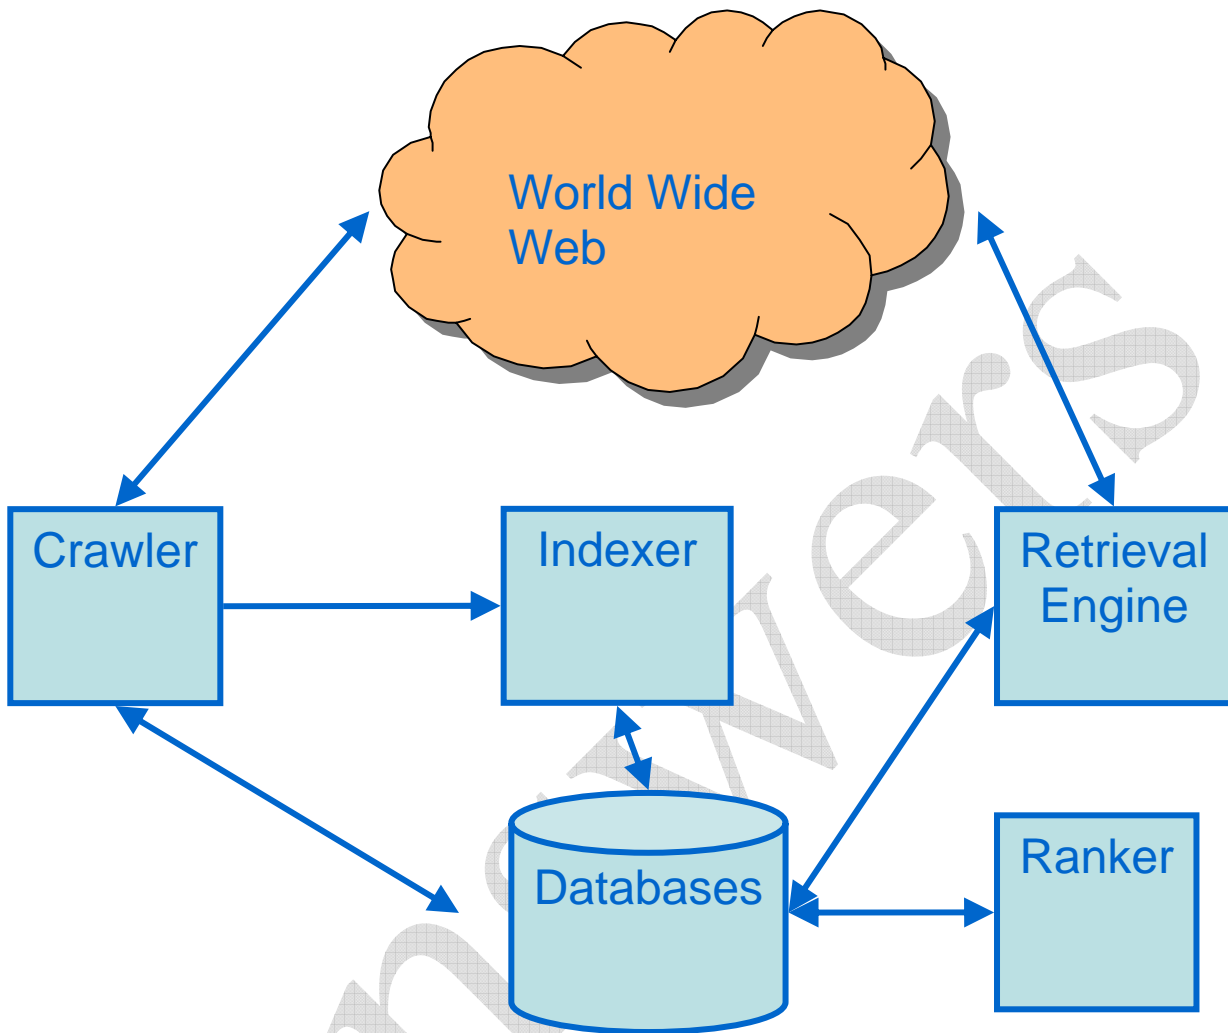 World Wide
Web
Crawler
Indexer
Retrieval
Engine
Databases
Ranker